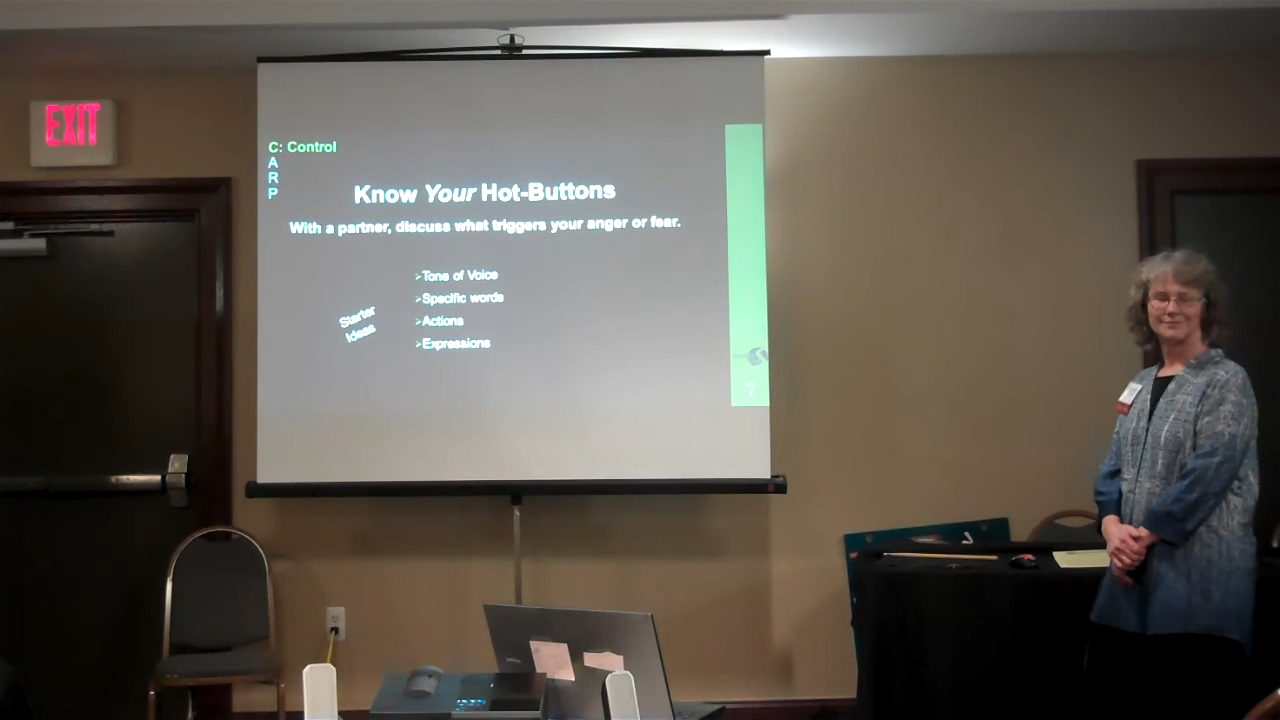 EXIT
C: Control
A
R
P
Know Your Hot-Buttons
With a partner, discuss what triggers your anger or fear.
Starter
Ideas
>Tone of Voice
>Specific words
>Actions
>Expressions
7